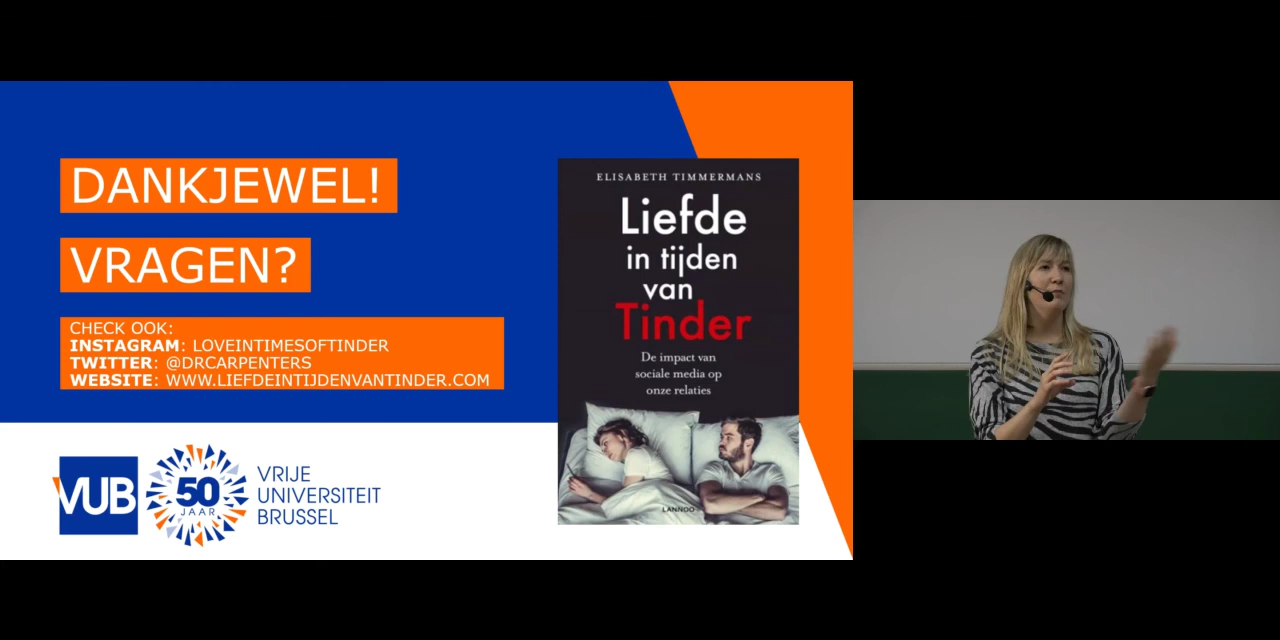 DANKJEWEL!
VRAGEN?
CHECK OOK:
INSTAGRAM: LOVEINTIMESOFTINDER
TWITTER: @DRCARPENTERS
WEBSITE: WWW.LIEFDEINTIJDENVANTINDER.COM
ELISABETH TIMMERMANS
Liefde
in tijden
van
Tinder
De impact van
sociale media op
onze relaties
LANNOO
VUB
50
JAAR
VRIJE
UNIVERSITEIT
BRUSSEL